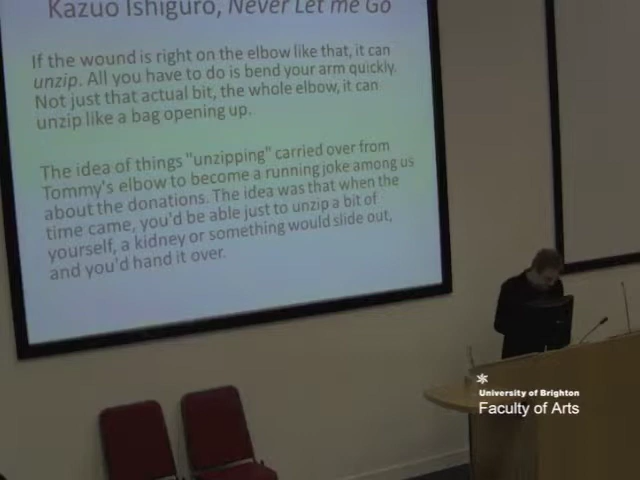 Kazuo Ishiguro, Never Let me Go
If the wound is right on the elbow like that, it can
unzip. All you have to do is bend your arm quickly.
Not just that actual bit, the whole elbow, it can
unzip like a bag opening up.
The idea of things "unzipping" carried over from
Tommy's elbow to become a running joke among us
about the donations. The idea was that when the
time came, you'd be able just to unzip a bit of
yourself, a kidney or something would slide out,
and you'd hand it over.
University of Brighton
Faculty of Arts